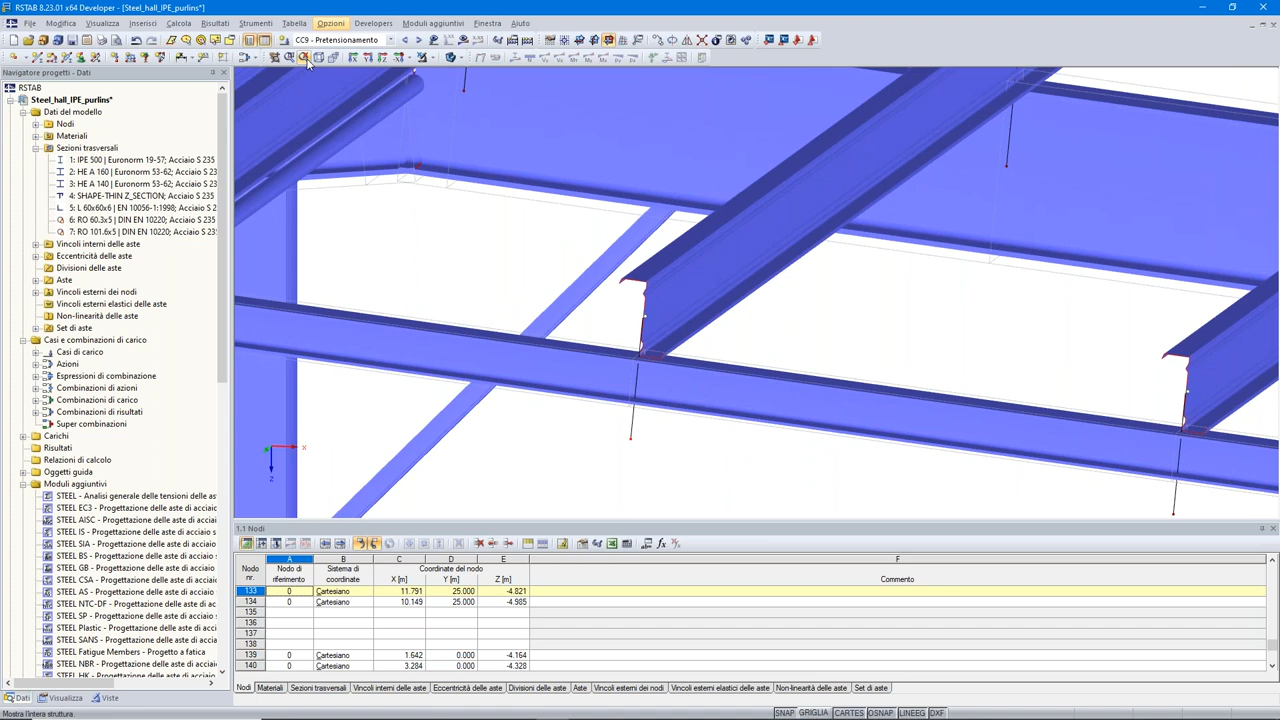 RSTAB 8.23.01 x64 Developer - [Steel_hall_IPE_purlins*]
File Modifica Visualizza Inserisci Calcola Risultati Strumenti Tabella Opzioni Developers Moduli aggiuntivi Finestra Aiuto
CC9 - Pretensionamento
Navigatore progetti - Dati
RSTAB
Steel_hall_IPE_purlins*
Dati del modello
Nodi
Materiali
Sezioni trasversali
1: IPE 500 | Euronorm 19-57; Acciaio S 235
2: HE A 160 | Euronorm 53-62; Acciaio S 235
3: HE A 140 | Euronorm 53-62; Acciaio S 235
4: SHAPE-THIN Z_SECTION; Acciaio S 235
5: L 60x60x6 | EN 10056-1:1998; Acciaio S 2
6: RO 60.3x5 | DIN EN 10220; Acciaio S 235
7: RO 101.6x5 | DIN EN 10220; Acciaio S 23
Vincoli interni delle aste
Eccentricità delle aste
Divisioni delle aste
Aste
Vincoli esterni dei nodi
Vincoli esterni elastici delle aste
Non-linearità delle aste
Set di aste
Casi e combinazioni di carico
Casi di carico
Azioni
Espressioni di combinazione
Combinazioni di azioni
Combinazioni di carico
Combinazioni di risultati
Super combinazioni
Carichi
Risultati
Relazioni di calcolo
Oggetti guida
Moduli aggiuntivi
STEEL - Analisi generale delle tensioni delle as
STEEL EC3 - Progettazione delle aste di acciaio
STEEL AISC - Progettazione delle aste di acciai
STEEL IS - Progettazione delle aste di acciaio
STEEL SIA - Progettazione delle aste di acciaio
STEEL BS - Progettazione delle aste di acciaio
STEEL GB - Progettazione delle aste di acciaio
STEEL CSA - Progettazione delle aste di acciai
STEEL AS - Progettazione delle aste di acciaio
STEEL NTC-DF - Progettazione delle aste di
STEEL SP - Progettazione delle aste di acciaio
STEEL Plastic - Progettazione delle aste di
STEEL SANS - Progettazione delle aste di acciai
STEEL Fatigue Members - Progetto a fatica
STEEL NBR - Progettazione delle aste di acciai
STEEL HK - Progettazione delle aste di acciaio
Dati Visualizza Viste
X
Z
1.1 Nodi
A B C D E F
Nodo Nodo di Sistema di Coordinate del nodo
nr. riferimento coordinate X [m] Y [m] Z [m] Commento
133 0 Cartesiano 11.791 25.000 -4.821
134 0 Cartesiano 10.149 25.000 -4.985
135
136
137
138
139 0 Cartesiano 1.642 0.000 -4.164
140 0 Cartesiano 3.284 0.000 -4.328
Nodi Materiali Sezioni trasversali Vincoli interni delle aste Eccentricità delle aste Divisioni delle aste Aste Vincoli esterni dei nodi Vincoli esterni elastici delle aste Non-linearità delle aste Set di aste
Mostra l'intera struttura. SNAP GRIGLIA CARTES OSNAP LINEEG DXF